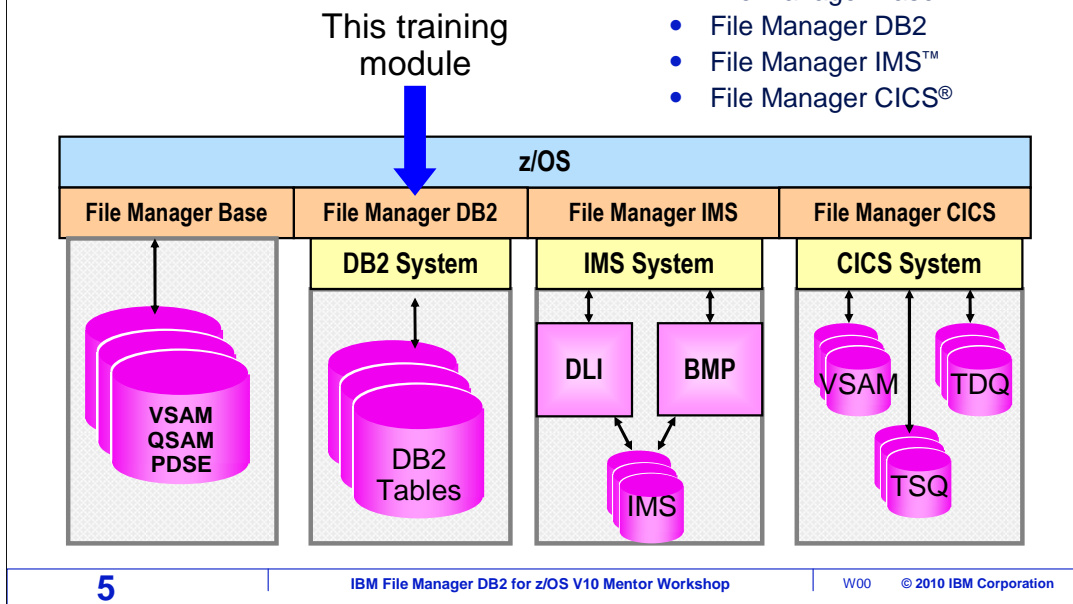 This training
module
• File Manager DB2
• File Manager IMS™
• File Manager CICS®
z/OS
File Manager Base
File Manager DB2
File Manager IMS
File Manager CICS
DB2 System
IMS System
CICS System
VSAM
QSAM
PDSE
DB2
Tables
DLI
BMP
IMS
VSAM
TDQ
TSQ
5
IBM File Manager DB2 for z/OS V10 Mentor Workshop
W00
© 2010 IBM Corporation